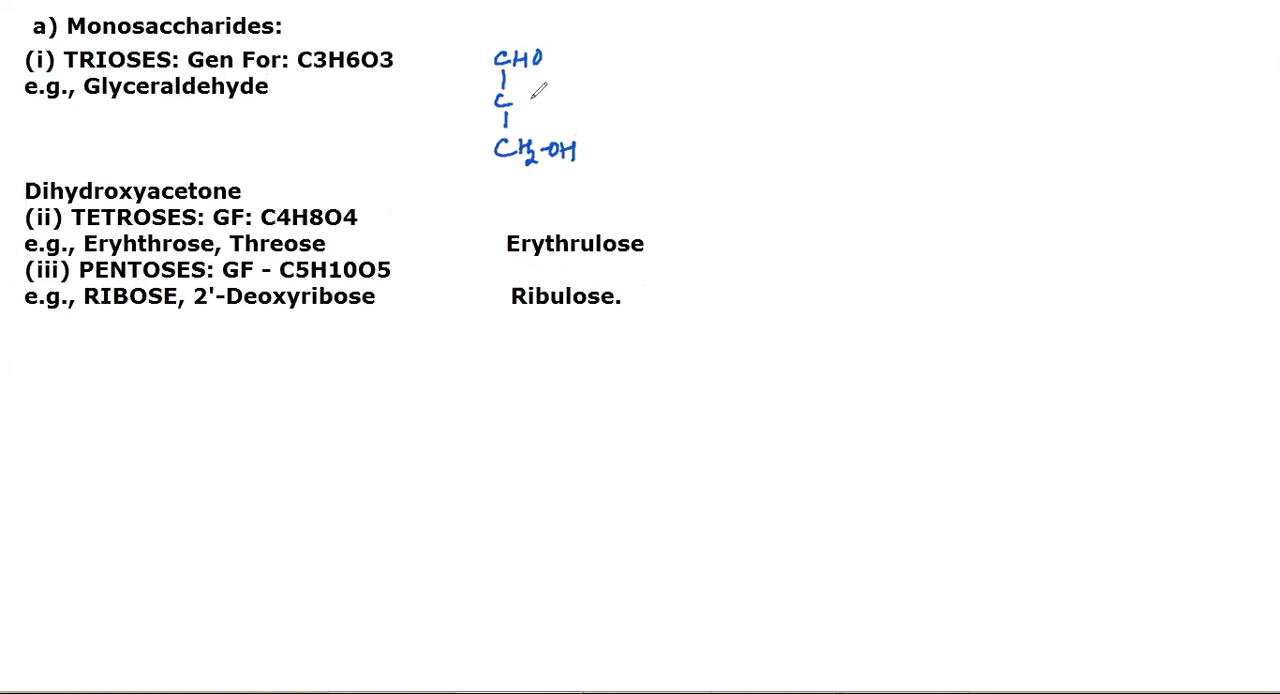 a) Monosaccharides:
(i) TRIOSES: Gen For: C3H6O3
e.g., Glyceraldehyde
CHO
C
CH2-OH
Dihydroxyacetone
(ii) TETROSES: GF: C4H8O4
e.g., Eryhthrose, Threose Erythrulose
(iii) PENTOSES: GF - C5H10O5
e.g., RIBOSE, 2'-Deoxyribose Ribulose.